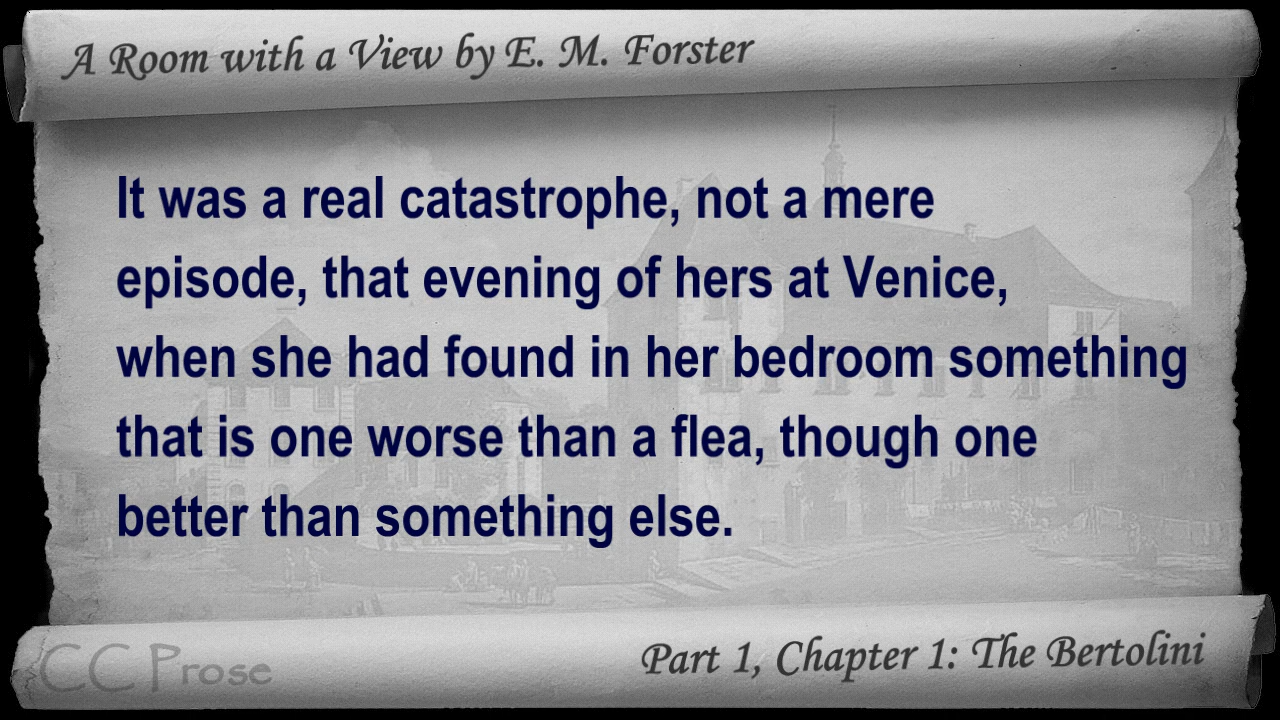 A Room with a View by E. M. Forster
It was a real catastrophe, not a mere
episode, that evening of hers at Venice,
when she had found in her bedroom something
that is one worse than a flea, though one
better than something else.
CC Prose
Part 1, Chapter 1: The Bertolini